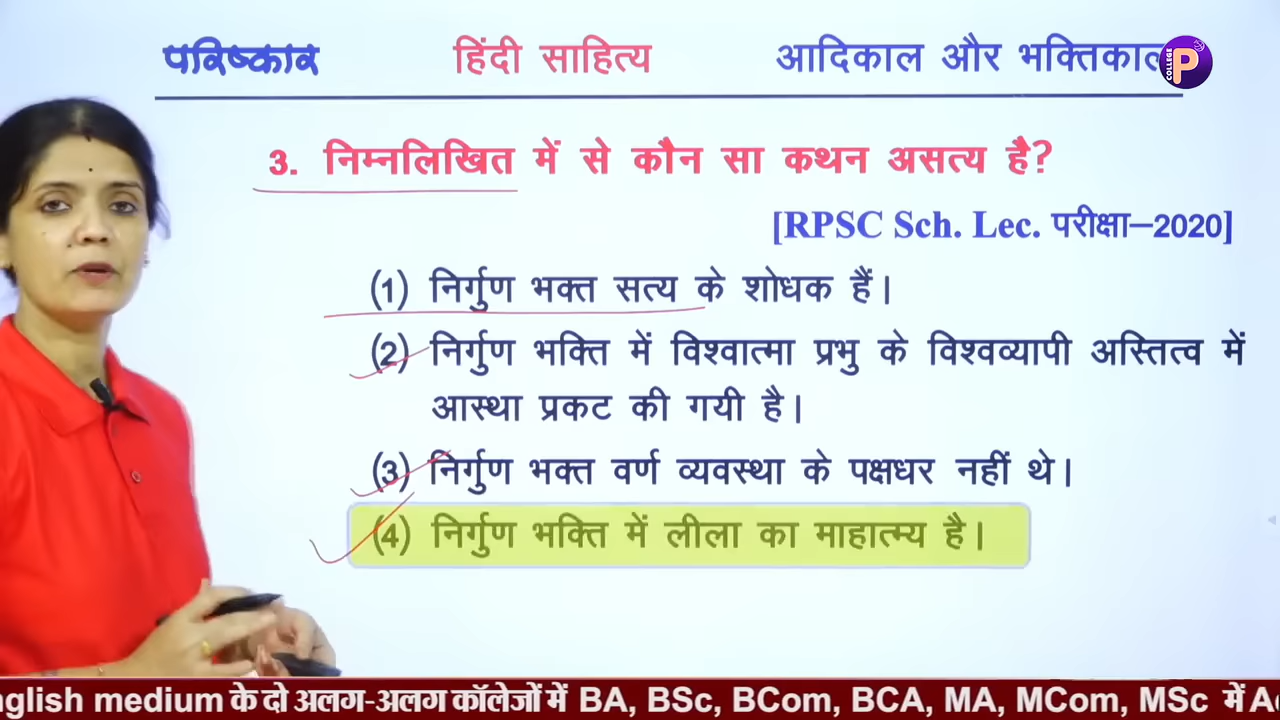 परिष्कार हिंदी साहित्य आदिकाल और भक्तिकाल
COLLEGE P
3. निम्नलिखित में से कौन सा कथन असत्य है?
[RPSC Sch. Lec. परीक्षा–2020]
(1) निर्गुण भक्त सत्य के शोधक हैं।
(2) निर्गुण भक्ति में विश्वात्मा प्रभु के विश्वव्यापी अस्तित्व में
आस्था प्रकट की गयी है।
(3) निर्गुण भक्त वर्ण व्यवस्था के पक्षधर नहीं थे।
(4) निर्गुण भक्ति में लीला का माहात्म्य है।
nglish medium के दो अलग-अलग कॉलेजों में BA, BSc, BCom, BCA, MA, MCom, MSc में